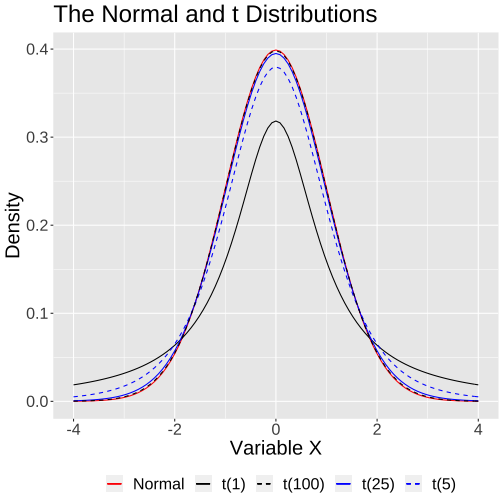 The Normal and t Distributions
Density
0.4
0.3
0.2
0.1
0.0
-4 -2 0 2 4
Variable X
Normal t(1) t(100) t(25) t(5)